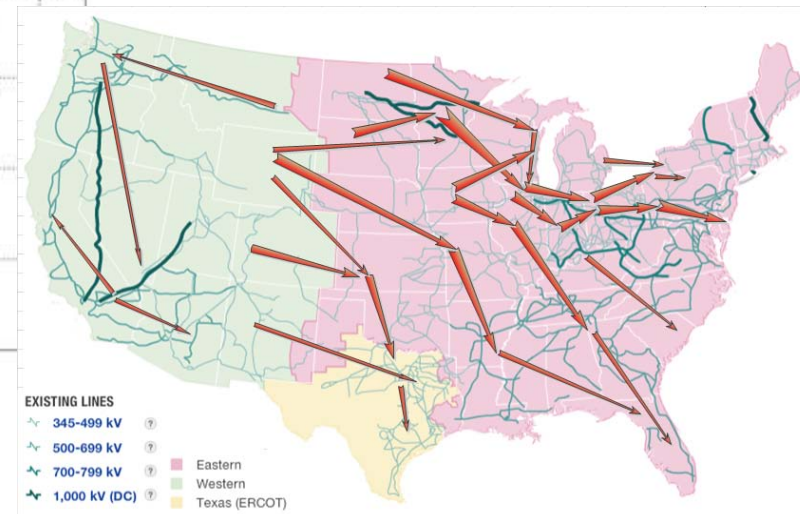 EXISTING LINES
345-499 kV ?
500-699 kV ?
700-799 kV ?
1,000 kV (DC) ?
Eastern
Western
Texas (ERCOT)